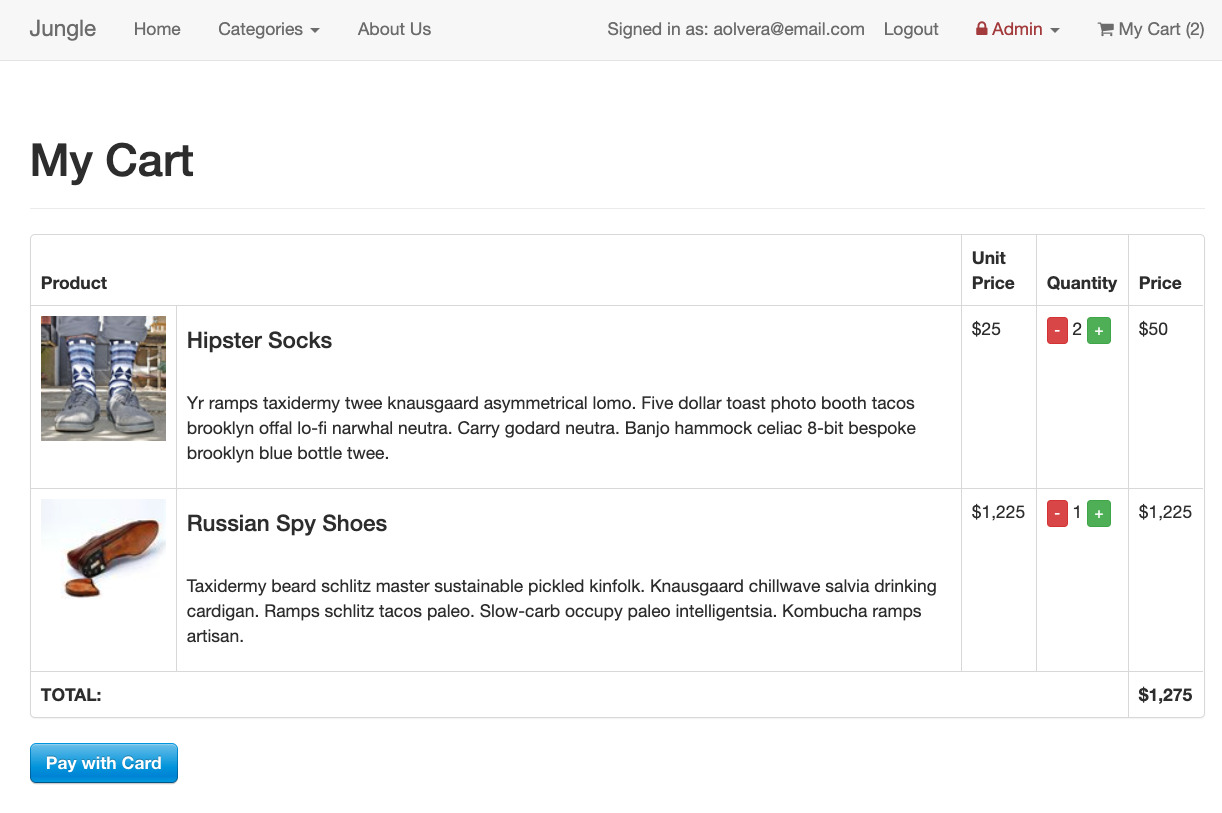 Jungle Home Categories About Us Signed in as: aolvera@email.com Logout Admin My Cart (2)
My Cart
Product Unit Price Quantity Price
Hipster Socks $25 - 2 + $50
Yr ramps taxidermy twee knausgaard asymmetrical lomo. Five dollar toast photo booth tacos
brooklyn offal lo-fi narwhal neutra. Carry godard neutra. Banjo hammock celiac 8-bit bespoke
brooklyn blue bottle twee.
Russian Spy Shoes $1,225 - 1 + $1,225
Taxidermy beard schlitz master sustainable pickled kinfolk. Knausgaard chillwave salvia drinking
cardigan. Ramps schlitz tacos paleo. Slow-carb occupy paleo intelligentsia. Kombucha ramps
artisan.
TOTAL: $1,275
Pay with Card